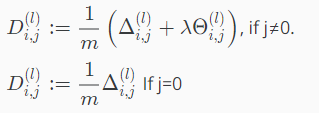 $D_{i,j}^{(l)} := \frac{1}{m} \left( \Delta_{i,j}^{(l)} + \lambda \Theta_{i,j}^{(l)} \right)$, if j≠0.
$D_{i,j}^{(l)} := \frac{1}{m} \Delta_{i,j}^{(l)}$ If j=0